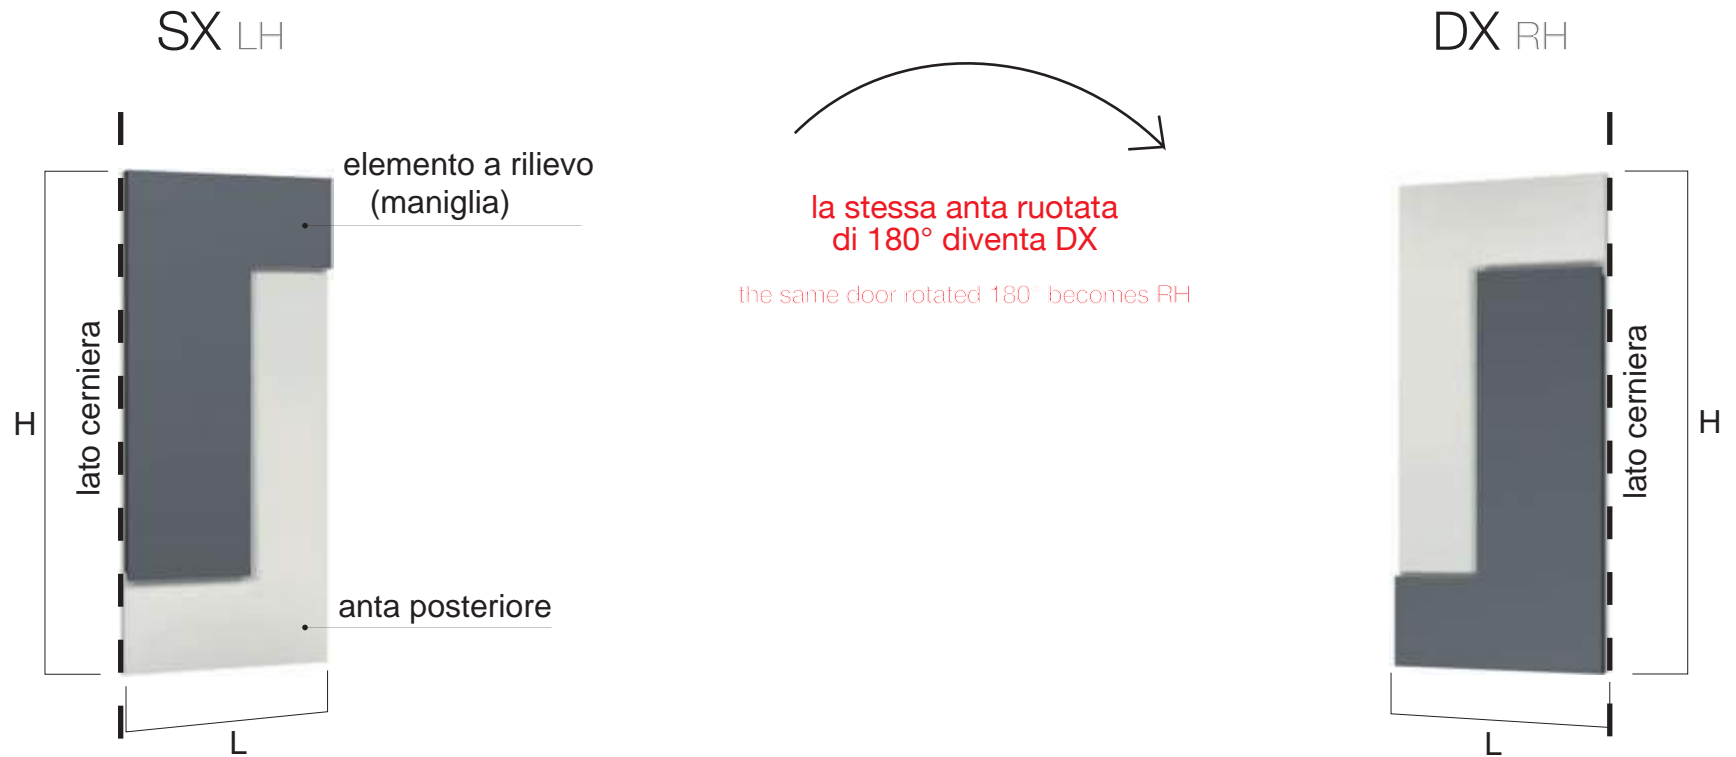 SX LH
DX RH
elemento a rilievo
(maniglia)
la stessa anta ruotata
di 180° diventa DX
the same door rotated 180° becomes RH
lato cerniera
H
lato cerniera
H
anta posteriore
L
L